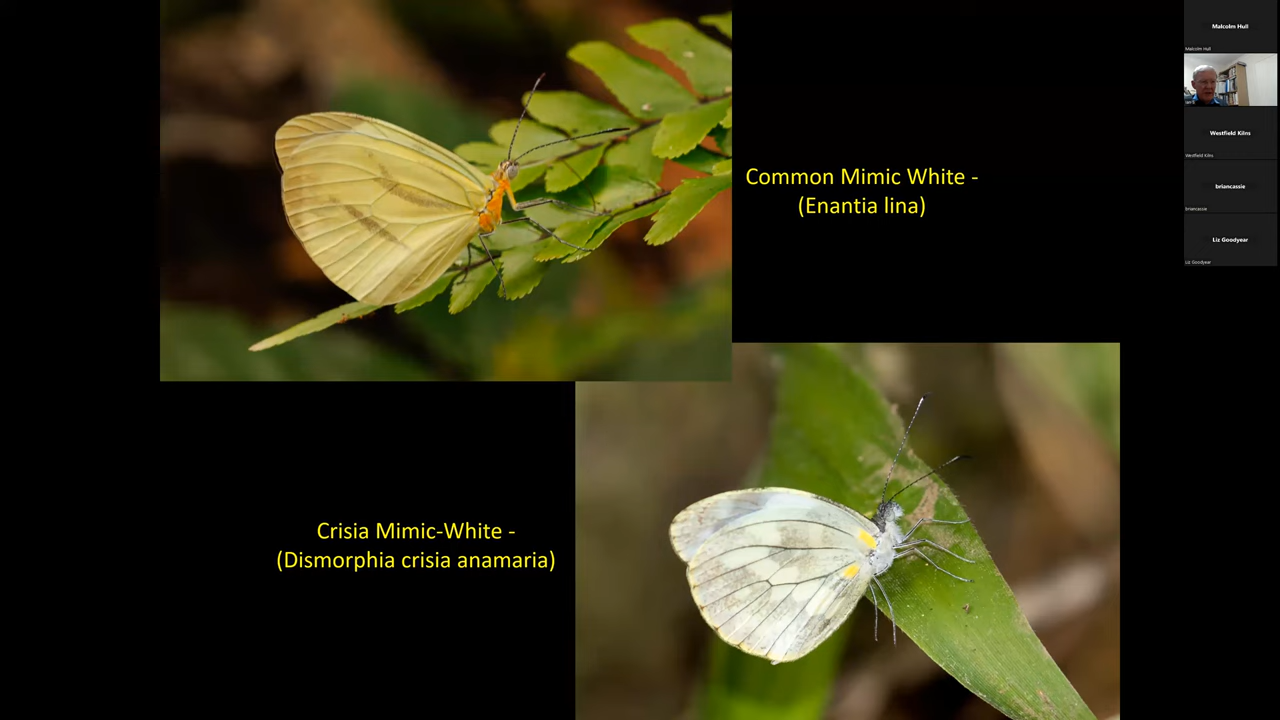 Common Mimic White -
(Enantia lina)
Crisia Mimic-White -
(Dismorphia crisia anamaria)
Malcolm Hull
Malcolm Hull
Westfield Kilns
Westfield Kilns
briancassie
briancassie
Liz Goodyear
Liz Goodyear